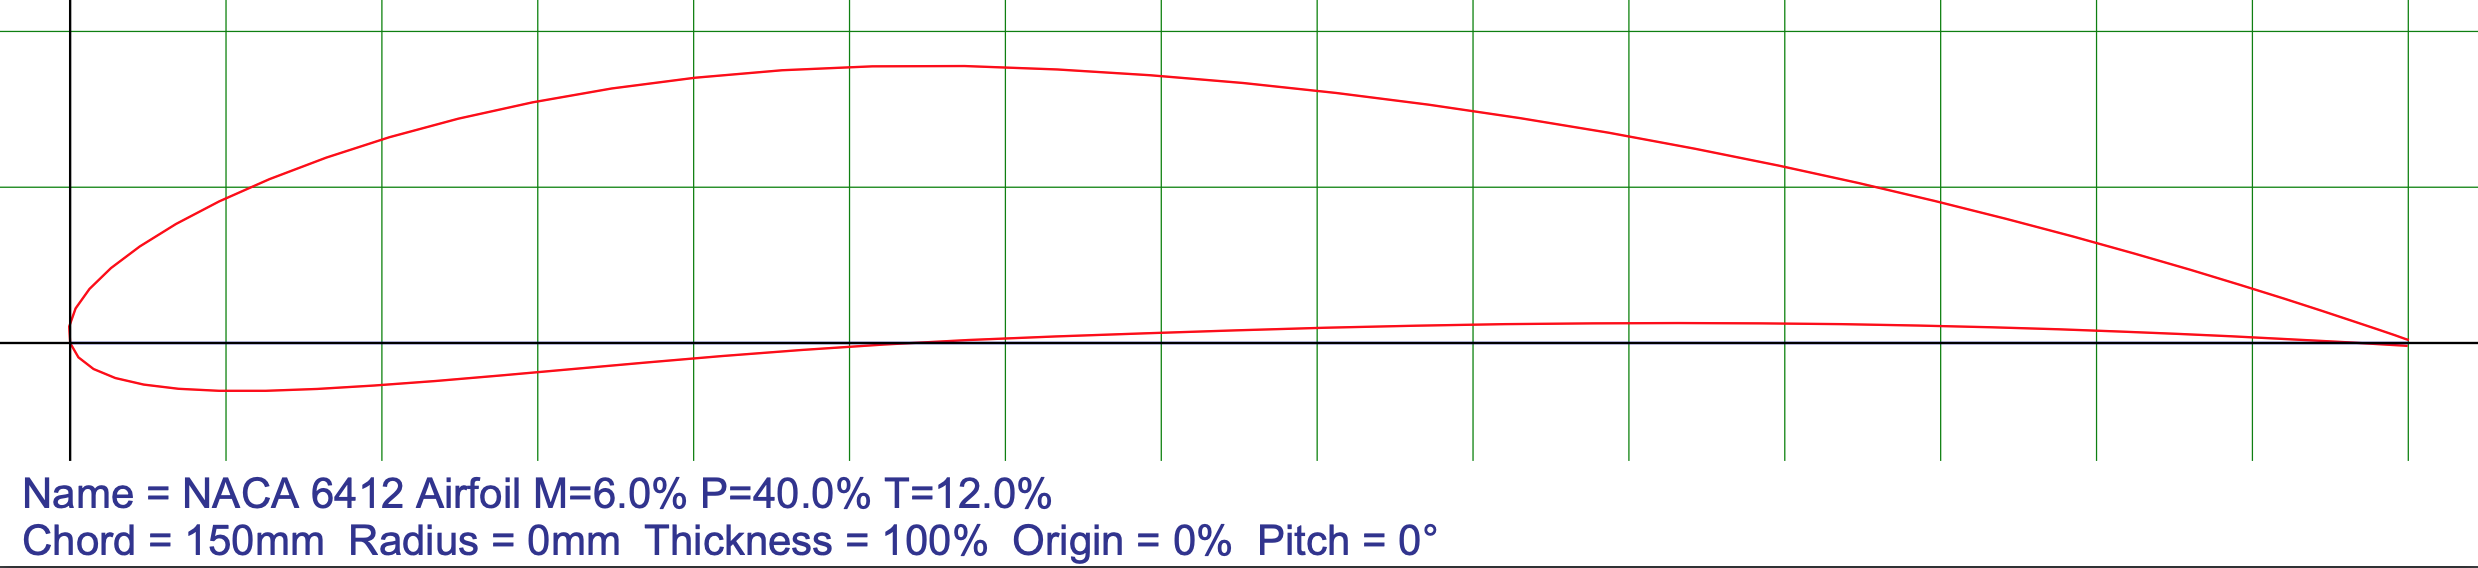 Name = NACA 6412 Airfoil M=6.0% P=40.0% T=12.0%
Chord = 150mm Radius = 0mm Thickness = 100% Origin = 0% Pitch = 0°